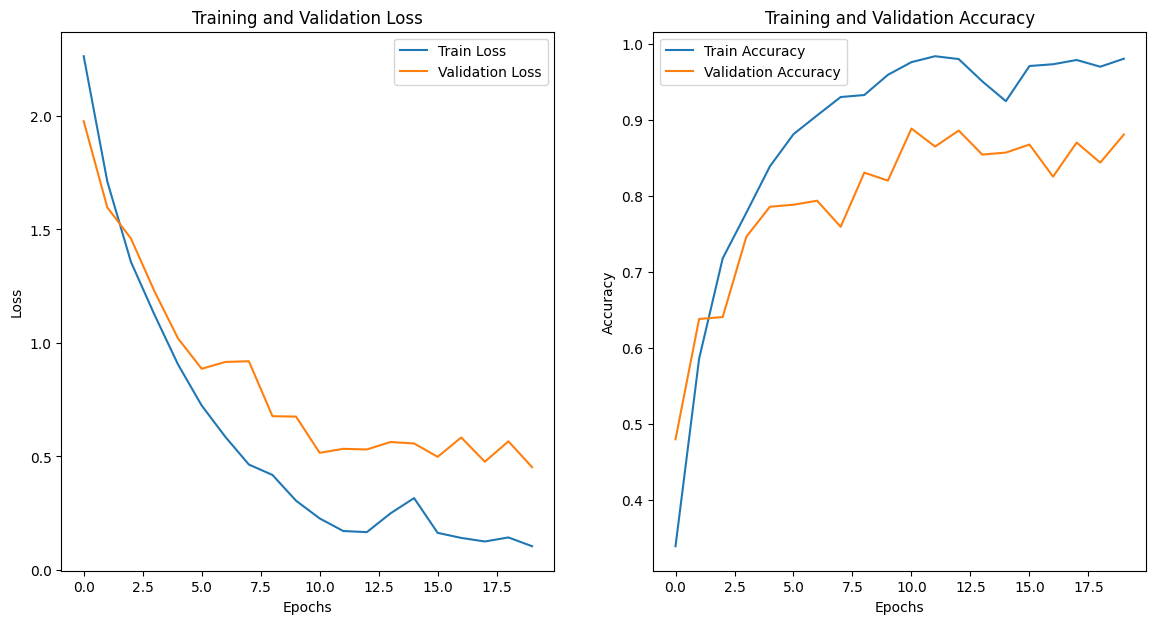 Training and Validation Loss
Train Loss
Validation Loss
2.0
1.5
1.0
0.5
0.0
Loss
0.0 2.5 5.0 7.5 10.0 12.5 15.0 17.5
Epochs
Training and Validation Accuracy
Train Accuracy
Validation Accuracy
1.0
0.9
0.8
0.7
0.6
0.5
0.4
Accuracy
0.0 2.5 5.0 7.5 10.0 12.5 15.0 17.5
Epochs